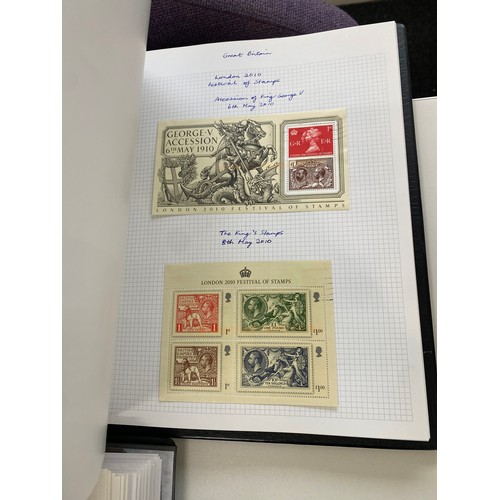 Great Britain
London 2010
Festival of Stamps
Accession of King George V
6th May 2010
GEORGE·V
ACCESSION
6TH MAY 1910
G R E R
LONDON 2010 FESTIVAL OF STAMPS
The King's Stamps
8th May 2010
LONDON 2010 FESTIVAL OF STAMPS
1st
£1.00
1st
£1.00